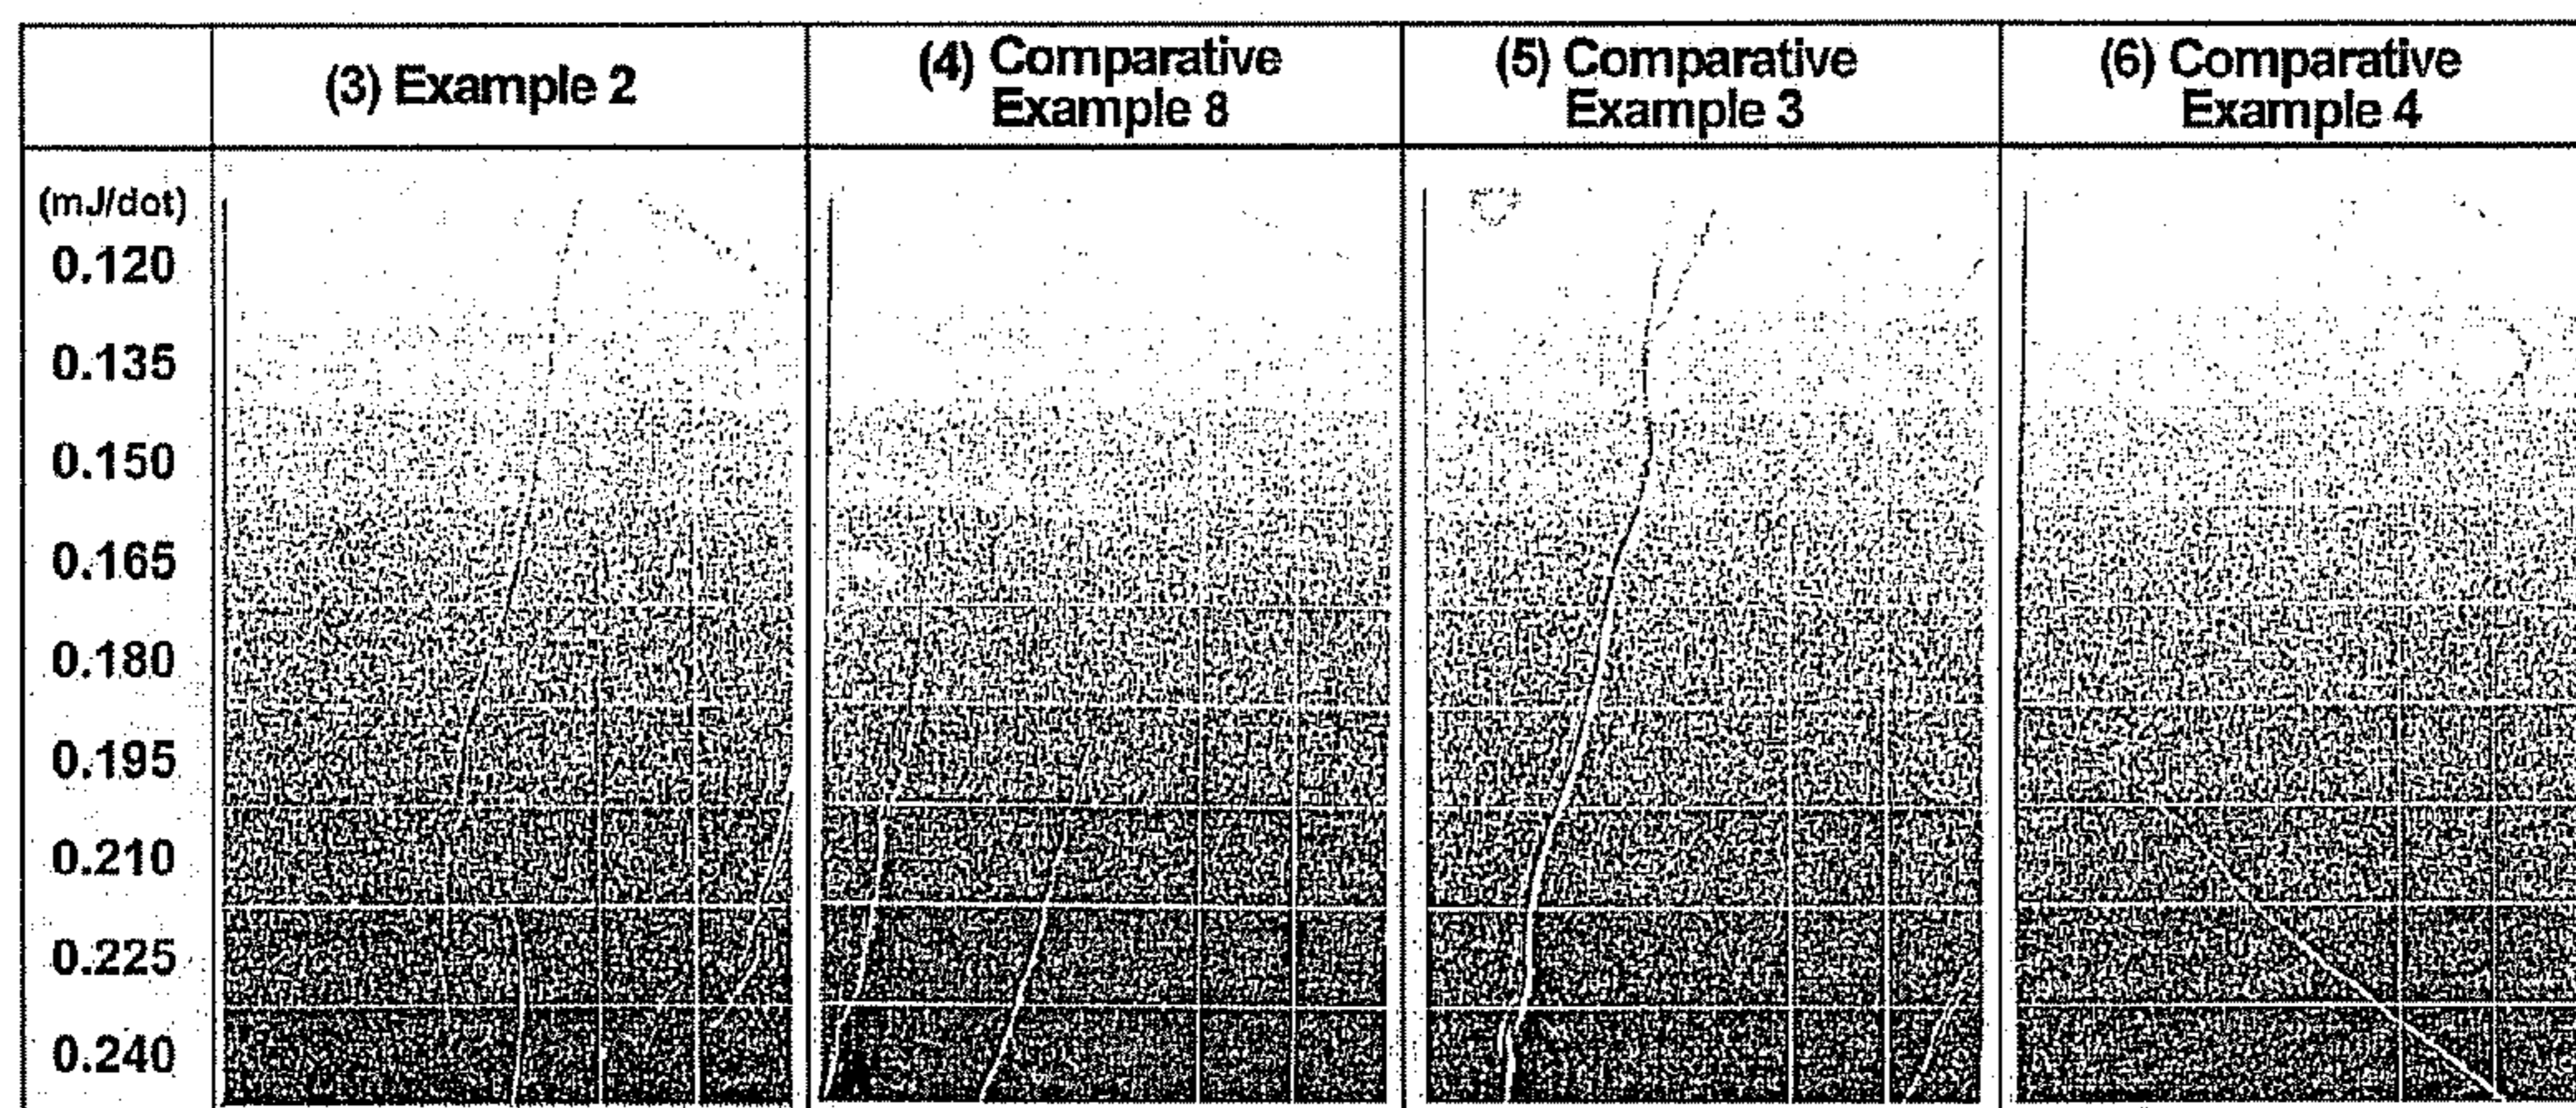 (3) Example 2
(4) Comparative
Example 8
(5) Comparative
Example 3
(6) Comparative
Example 4
(mJ/dot)
0.120
0.135
0.150
0.165
0.180
0.195
0.210
0.225
0.240